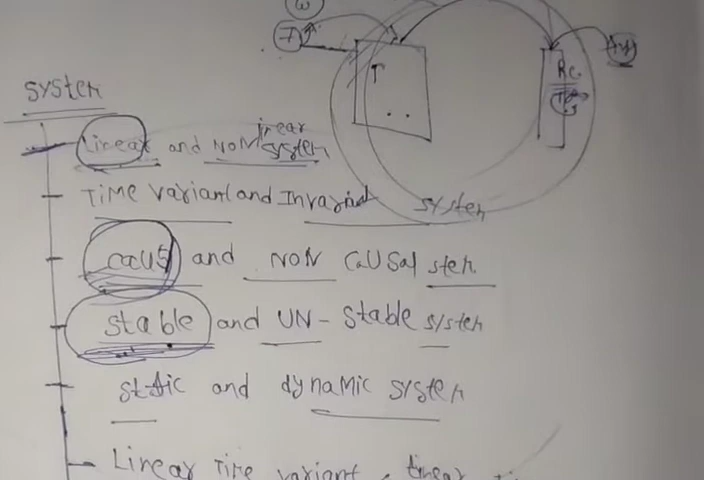 ω
I
T
Rc
system
Linear and NON linear system
TIME variant and Invariant
system
caus and NON causal stem
stable and UN-stable system
static and dynamic system
Linear Time variant